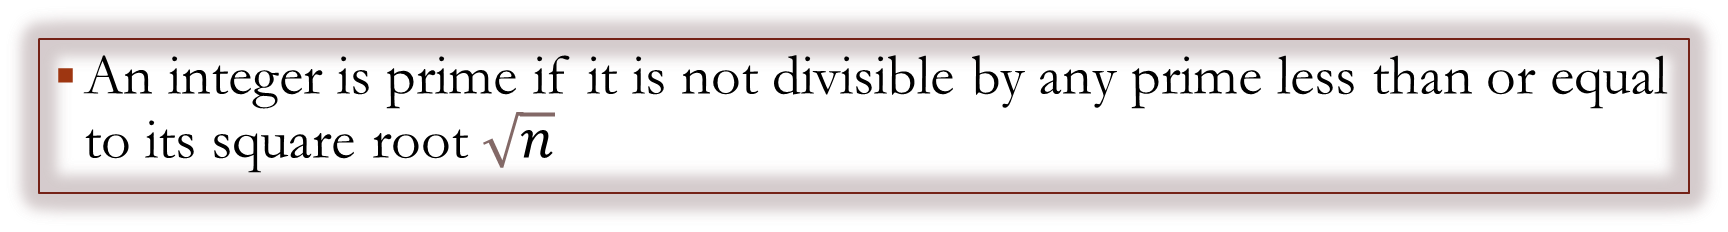 ▪ An integer is prime if it is not divisible by any prime less than or equal
to its square root √n